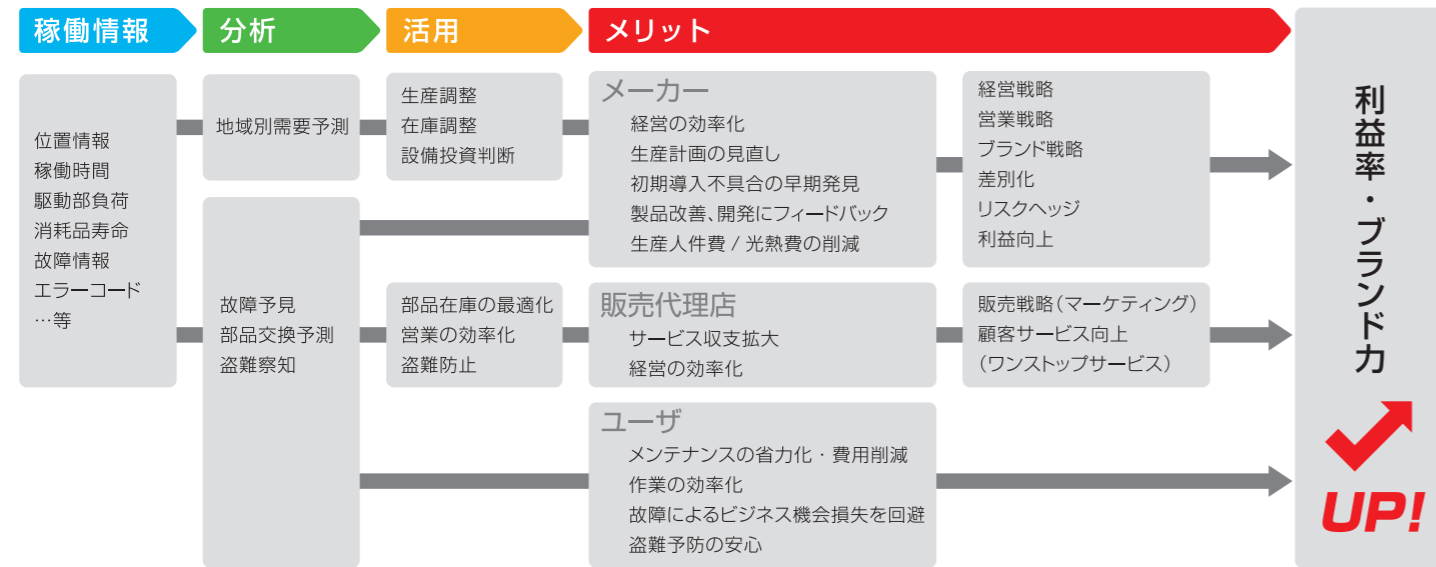 稼働情報
分析
活用
メリット
位置情報
稼働時間
駆動部負荷
消耗品寿命
故障情報
エラーコード
…等
地域別需要予測
故障予見
部品交換予測
盗難察知
生産調整
在庫調整
設備投資判断
部品在庫の最適化
営業の効率化
盗難防止
メーカー
経営の効率化
生産計画の見直し
初期導入不具合の早期発見
製品改善、開発にフィードバック
生産人件費 / 光熱費の削減
経営戦略
営業戦略
ブランド戦略
差別化
リスクヘッジ
利益向上
販売代理店
サービス収支拡大
経営の効率化
販売戦略（マーケティング）
顧客サービス向上
（ワンストップサービス）
ユーザ
メンテナンスの省力化・費用削減
作業の効率化
故障によるビジネス機会損失を回避
盗難予防の安心
利益率・ブランド力
UP!